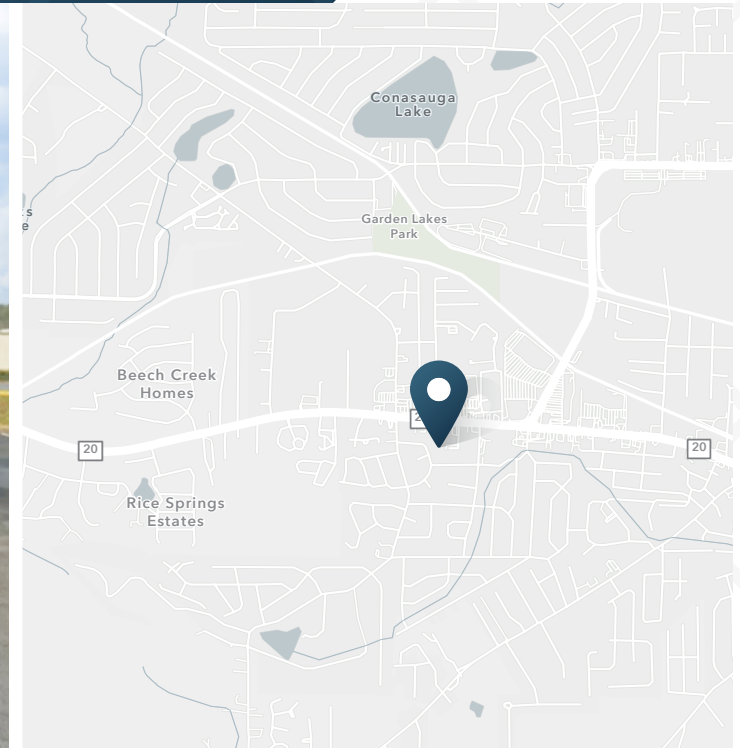 Conasauga
Lake
s
e
Garden Lakes
Park
Beech Creek
Homes
20
20
Rice Springs
Estates